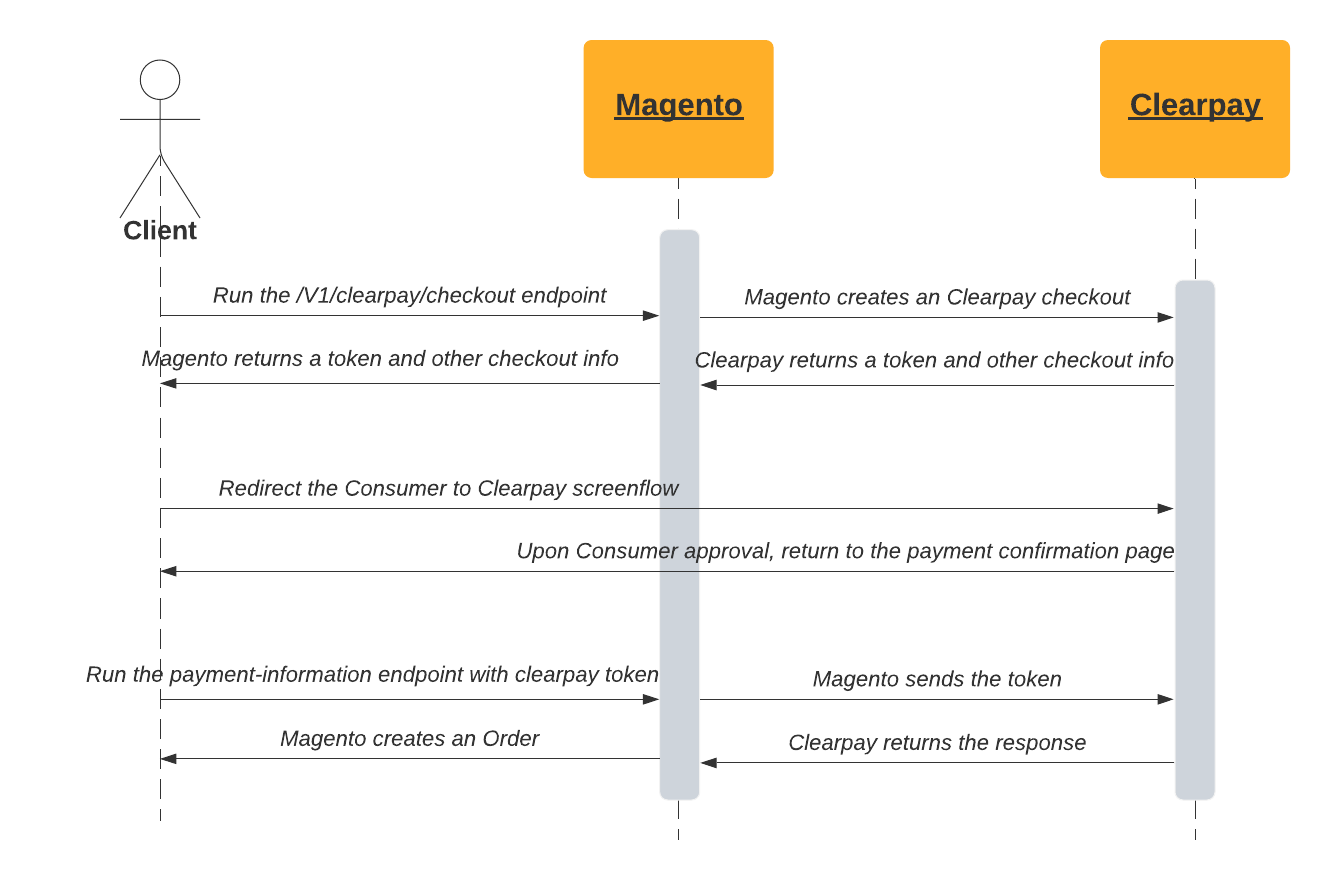 Magento
Clearpay
Client
Run the /V1/clearpay/checkout endpoint
Magento creates an Clearpay checkout
Magento returns a token and other checkout info
Clearpay returns a token and other checkout info
Redirect the Consumer to Clearpay screenflow
Upon Consumer approval, return to the payment confirmation page
Run the payment-information endpoint with clearpay token
Magento sends the token
Magento creates an Order
Clearpay returns the response